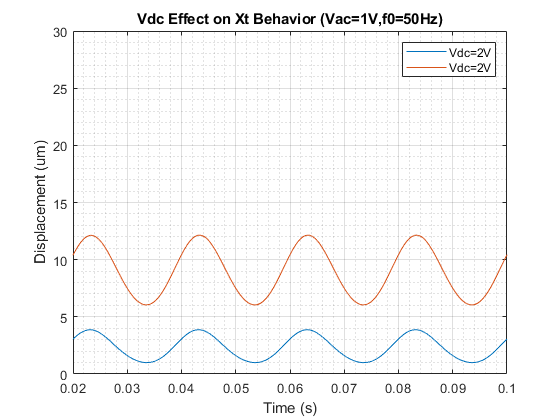 Vdc Effect on Xt Behavior (Vac=1V,f0=50Hz)
30
25
20
15
10
5
0
Displacement (um)
Vdc=2V
Vdc=2V
0.02 0.03 0.04 0.05 0.06 0.07 0.08 0.09 0.1
Time (s)